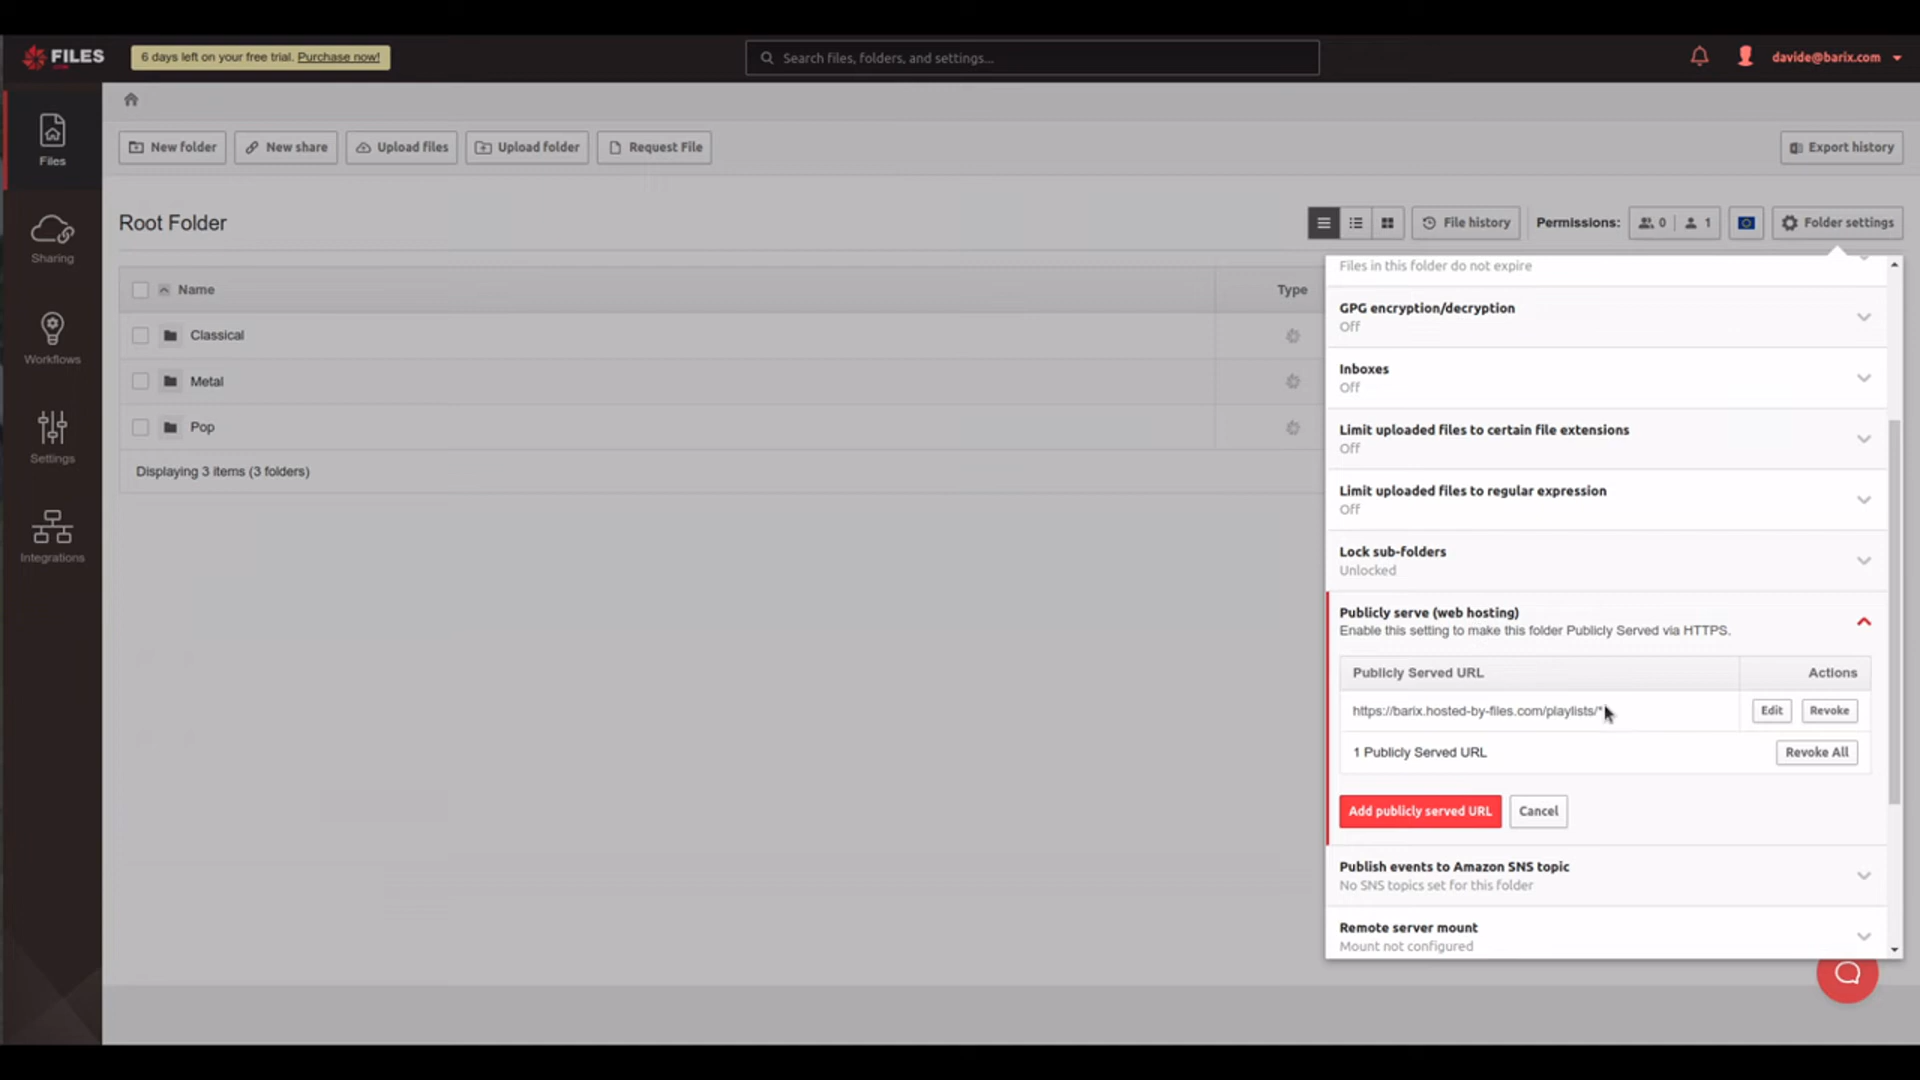 FILES
.COM
6 days left on your free trial. Purchase now!
Search files, folders, and settings...
davide@barix.com
Files
Sharing
Workflows
Settings
Integrations
New folder
New share
Upload files
Upload folder
Request File
Export history
Root Folder
File history
Permissions:
0
1
Folder settings
Name
Type
Classical
Metal
Pop
Displaying 3 items (3 folders)
Files in this folder do not expire
GPG encryption/decryption
Off
Inboxes
Off
Limit uploaded files to certain file extensions
Off
Limit uploaded files to regular expression
Off
Lock sub-folders
Unlocked
Publicly serve (web hosting)
Enable this setting to make this folder Publicly Served via HTTPS.
Publicly Served URL
Actions
https://barix.hosted-by-files.com/playlists/*
Edit
Revoke
1 Publicly Served URL
Revoke All
Add publicly served URL
Cancel
Publish events to Amazon SNS topic
No SNS topics set for this folder
Remote server mount
Mount not configured